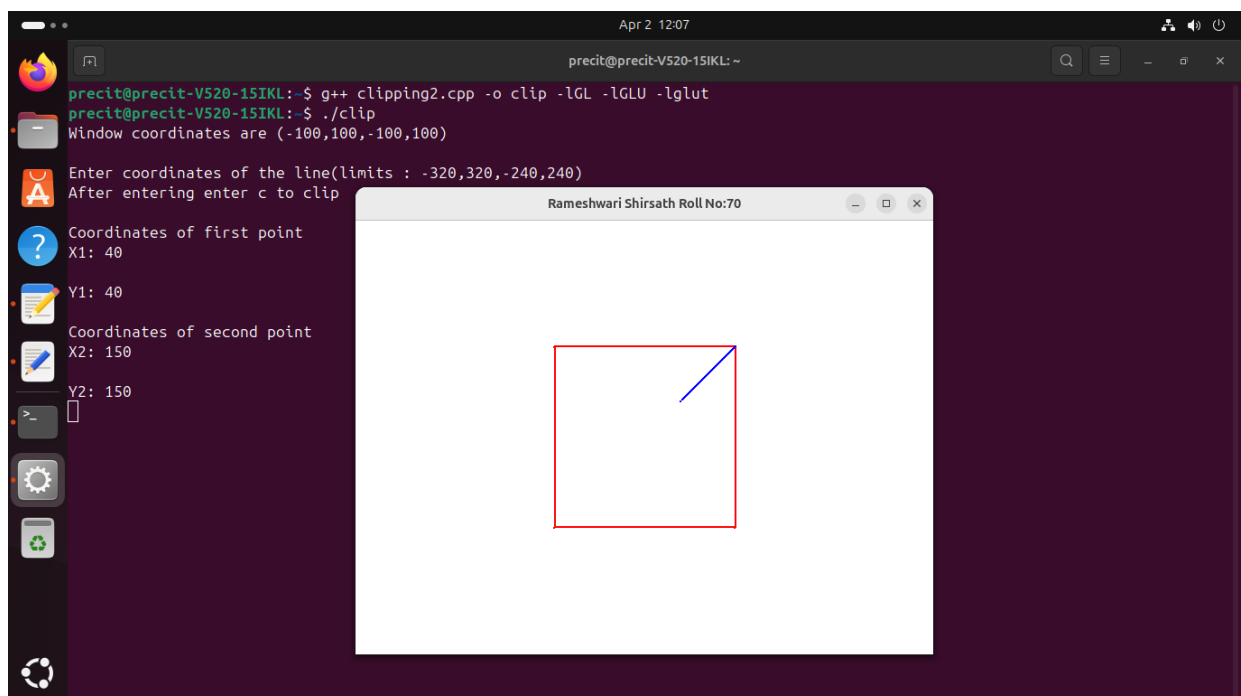 Apr 2 12:07
precit@precit-V520-15IKL: ~
precit@precit-V520-15IKL:~$ g++ clipping2.cpp -o clip -lGL -lGLU -lglut
precit@precit-V520-15IKL:~$ ./clip
Window coordinates are (-100,100,-100,100)
Enter coordinates of the line(limits : -320,320,-240,240)
After entering enter c to clip
Rameshwari Shirsath Roll No:70
Coordinates of first point
X1: 40
Y1: 40
Coordinates of second point
X2: 150
Y2: 150